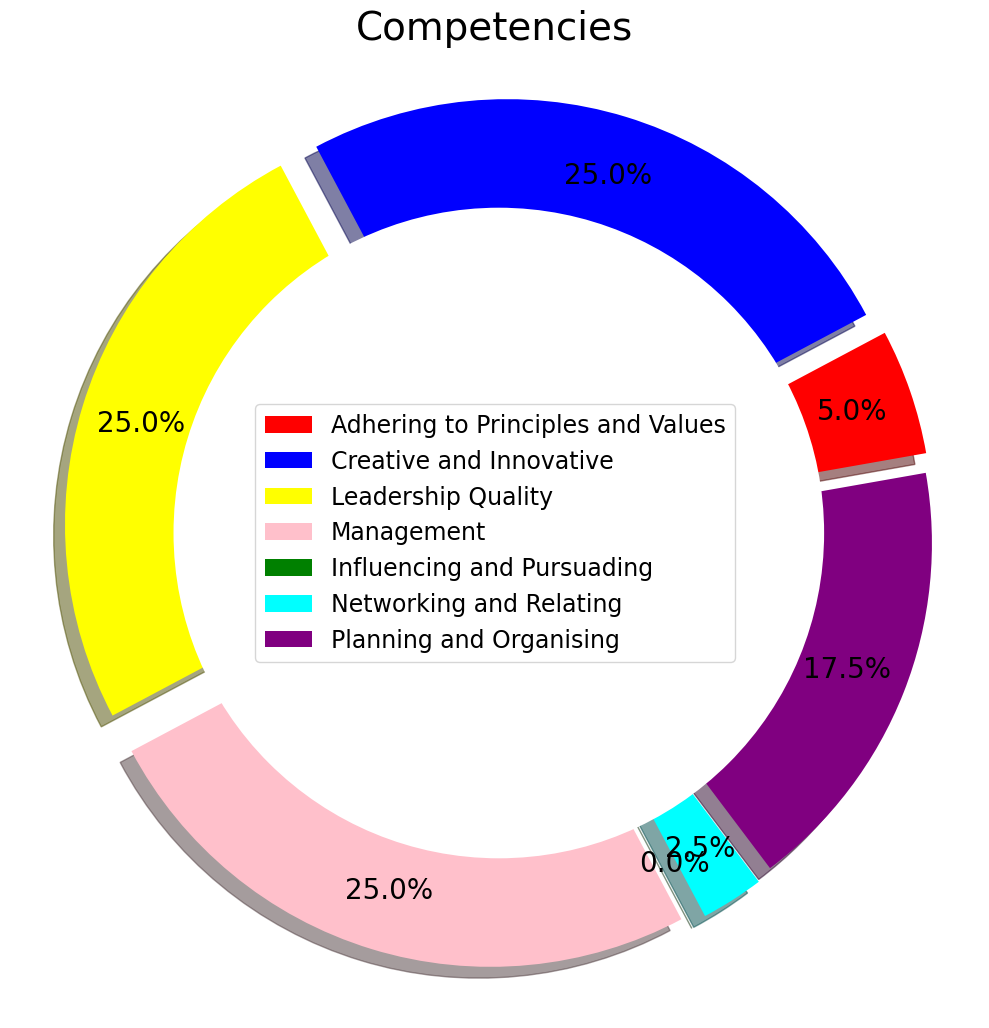 Competencies
25.0%
5.0%
25.0%
Adhering to Principles and Values
Creative and Innovative
Leadership Quality
Management
Influencing and Pursuading
Networking and Relating
Planning and Organising
17.5%
2.5%
0.0%
25.0%